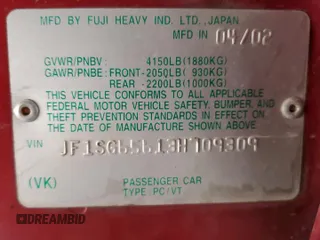 MFD BY FUJI HEAVY IND. LTD., JAPAN
MFD IN 04/02
GVWR/PNBV: 4150LB(1880KG)
GAWR/PNBE: FRONT-2050LB( 930KG)
REAR -2200LB(1000KG)
THIS VEHICLE CONFORMS TO ALL APPLICABLE
FEDERAL MOTOR VEHICLE SAFETY, BUMPER, AND
THEFT PREVENTION STANDARDS IN EFFECT ON
THE DATE OF MANUFACTURE SHOWN ABOVE.
VIN JF1SG65613H709309
(VK) PASSENGER CAR
TYPE: PC/VT
DREAMBID